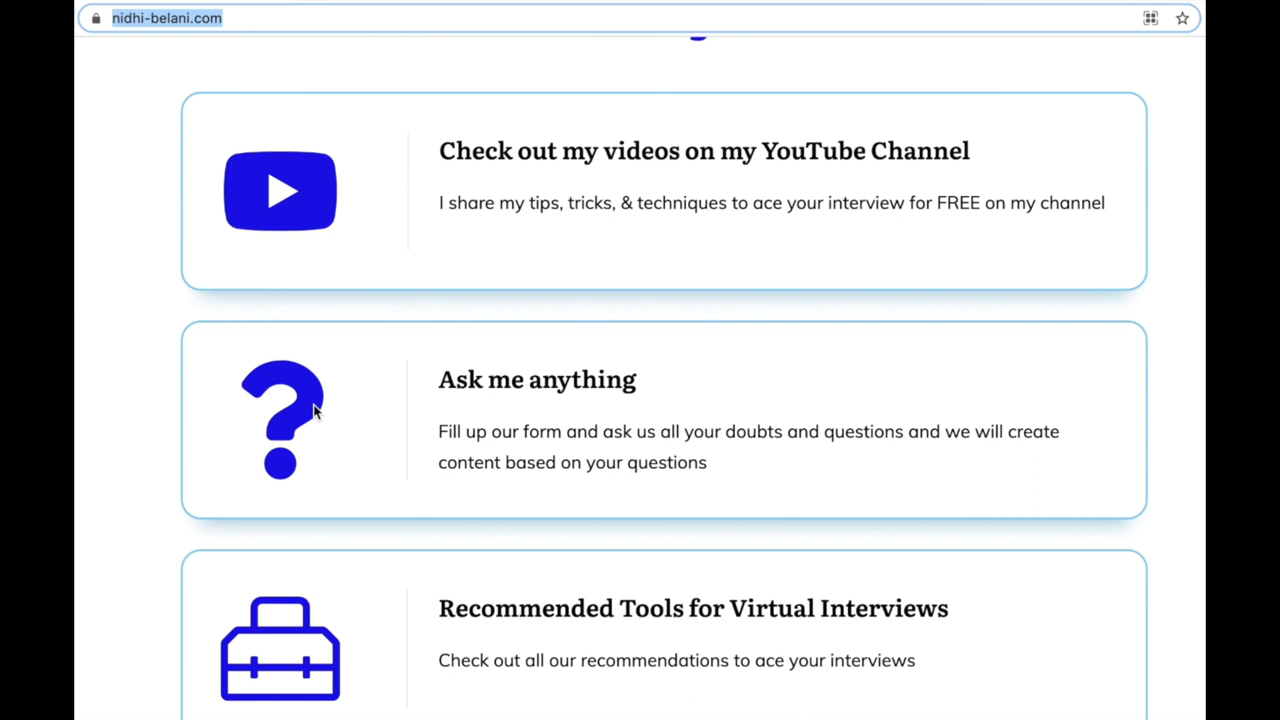 nidhi-belani.com
Check out my videos on my YouTube Channel
I share my tips, tricks, & techniques to ace your interview for FREE on my channel
Ask me anything
Fill up our form and ask us all your doubts and questions and we will create
content based on your questions
Recommended Tools for Virtual Interviews
Check out all our recommendations to ace your interviews